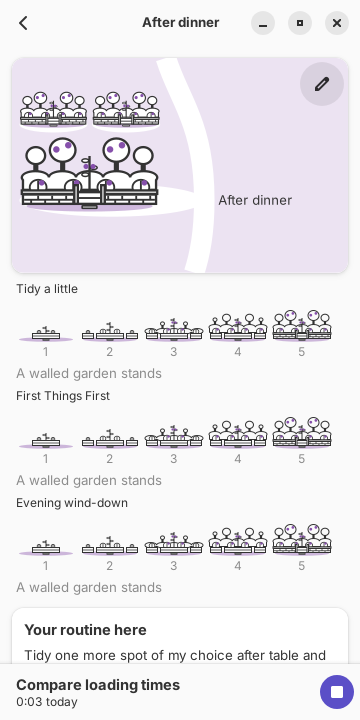 After dinner
After dinner
Tidy a little
1 2 3 4 5
A walled garden stands
First Things First
1 2 3 4 5
A walled garden stands
Evening wind-down
1 2 3 4 5
A walled garden stands
Your routine here
Tidy one more spot of my choice after table and
Compare loading times
0:03 today